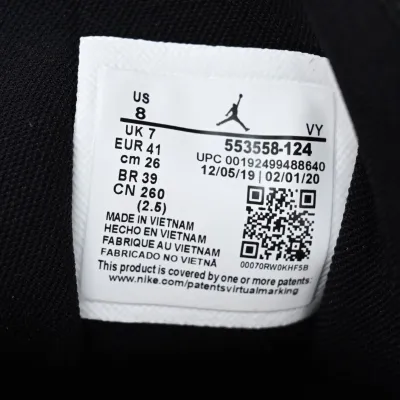 US
8
VY
UK 7
553558-124
EUR 41
UPC 00192499488640
cm 26
12/05/19 | 02/01/20
BR 39
CN 260
(2.5)
MADE IN VIETNAM
HECHO EN VIETNAM
FABRIQUE AU VIETNAM
FABRICADO NO VIETNÃ
00070RW0KHF5B
This product is covered by one or more patents:
www.nike.com/patentsvirtualmarking